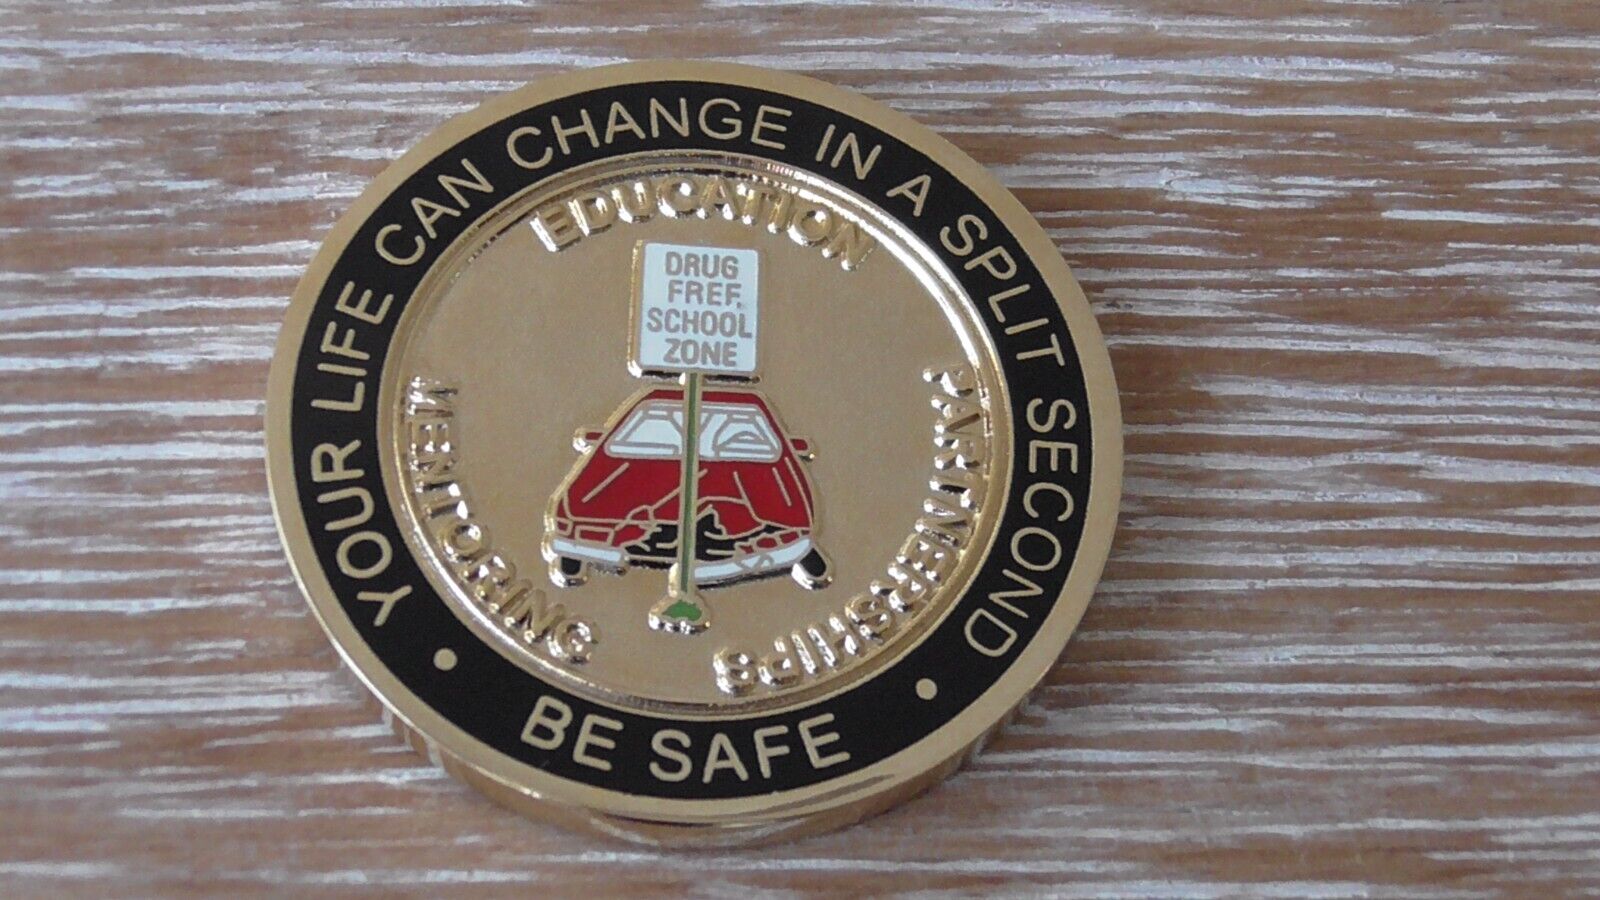 YOUR LIFE CAN CHANGE IN A SPLIT SECOND
EDUCATION
DRUG
FREE
SCHOOL
ZONE
MENTORING
PARTNERSHIPS
• BE SAFE •